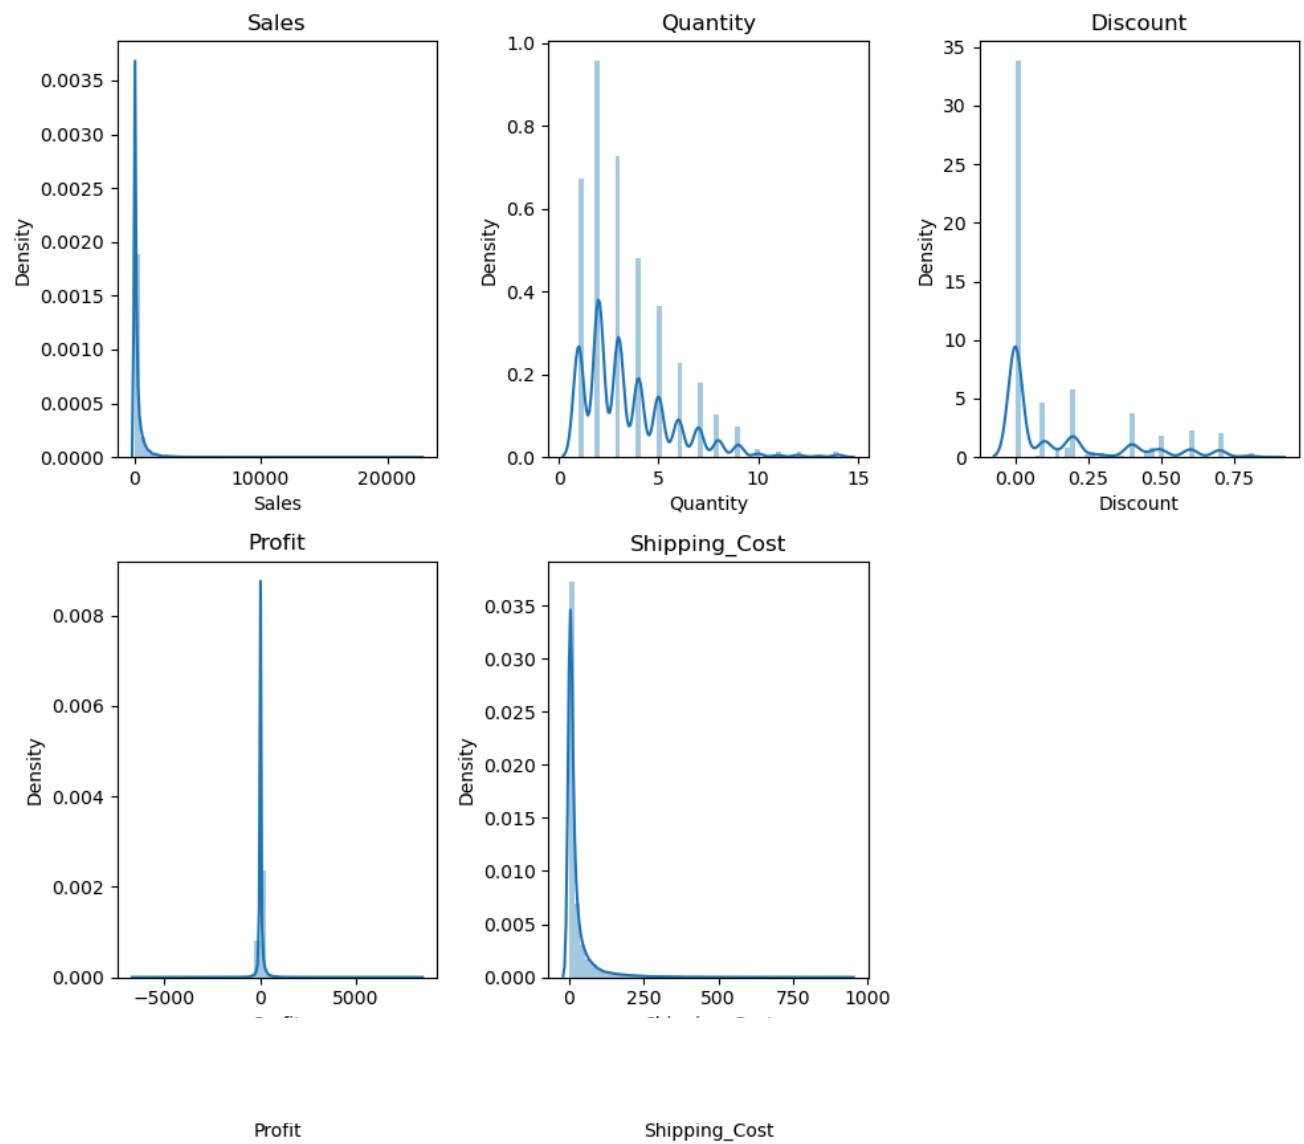 Sales
Quantity
Discount
0.0035
0.0030
0.0025
0.0020
0.0015
0.0010
0.0005
0.0000
Density
0 10000 20000
Sales
1.0
0.8
0.6
0.4
0.2
0.0
Density
0 5 10 15
Quantity
35
30
25
20
15
10
5
0
Density
0.00 0.25 0.50 0.75
Discount
Profit
Shipping_Cost
0.008
0.006
0.004
0.002
0.000
Density
−5000 0 5000
Profit
0.035
0.030
0.025
0.020
0.015
0.010
0.005
0.000
Density
0 250 500 750 1000
Shipping_Cost
Profit
Shipping_Cost